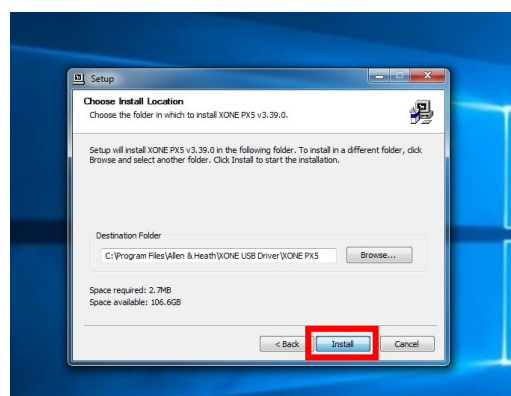 Setup
Choose Install Location
Choose the folder in which to install XONE PX5 v3.39.0.
Setup will install XONE PX5 v3.39.0 in the following folder. To install in a different folder, click
Browse and select another folder. Click Install to start the installation.
Destination Folder
C:\Program Files\Allen & Heath\XONE USB Driver\XONE PX5
Browse...
Space required: 2.7MB
Space available: 106.6GB
< Back
Install
Cancel